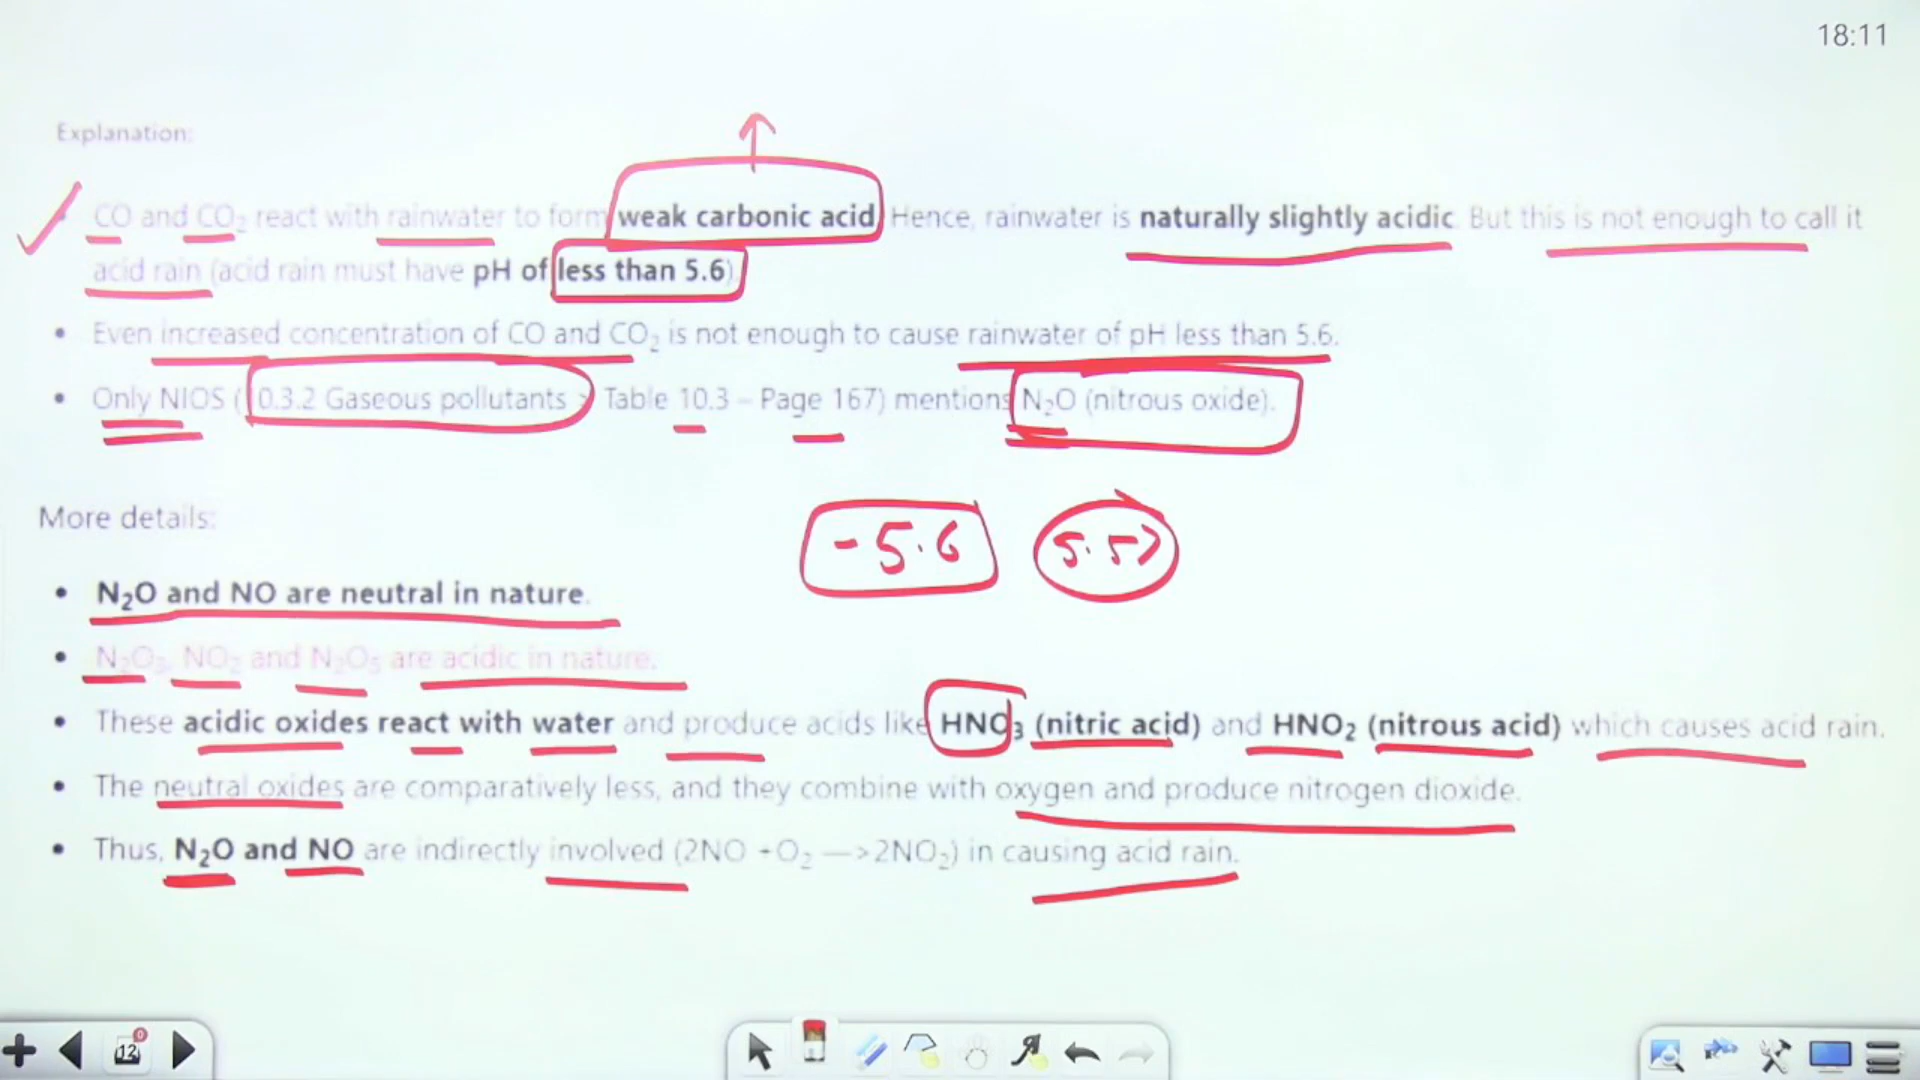 18:11
Explanation:
CO and CO₂ react with rainwater to form weak carbonic acid. Hence, rainwater is naturally slightly acidic. But this is not enough to call it
acid rain (acid rain must have pH of less than 5.6)
• Even increased concentration of CO and CO₂ is not enough to cause rainwater of pH less than 5.6.
• Only NIOS ( 0.3.2 Gaseous pollutants > Table 10.3 – Page 167) mentions N₂O (nitrous oxide).
More details:
- 5.6 5.5>
• N₂O and NO are neutral in nature.
• N₂O₃, NO₂ and N₂O₅ are acidic in nature.
• These acidic oxides react with water and produce acids like HNO₃ (nitric acid) and HNO₂ (nitrous acid) which causes acid rain.
• The neutral oxides are comparatively less, and they combine with oxygen and produce nitrogen dioxide.
• Thus, N₂O and NO are indirectly involved (2NO +O₂ —>2NO₂) in causing acid rain.
12 0